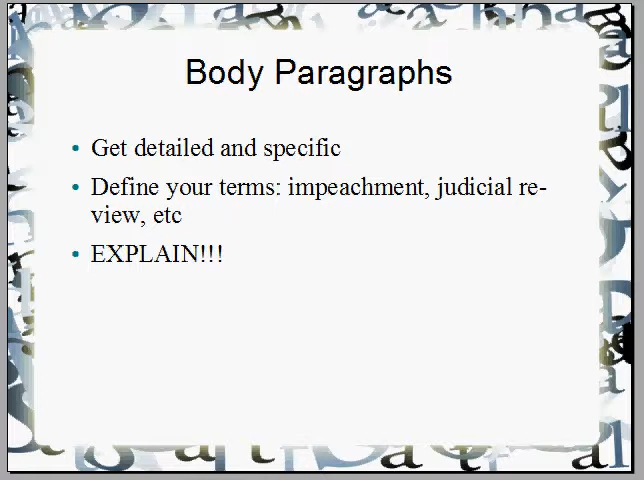 Body Paragraphs
• Get detailed and specific
• Define your terms: impeachment, judicial re-
view, etc
• EXPLAIN!!!